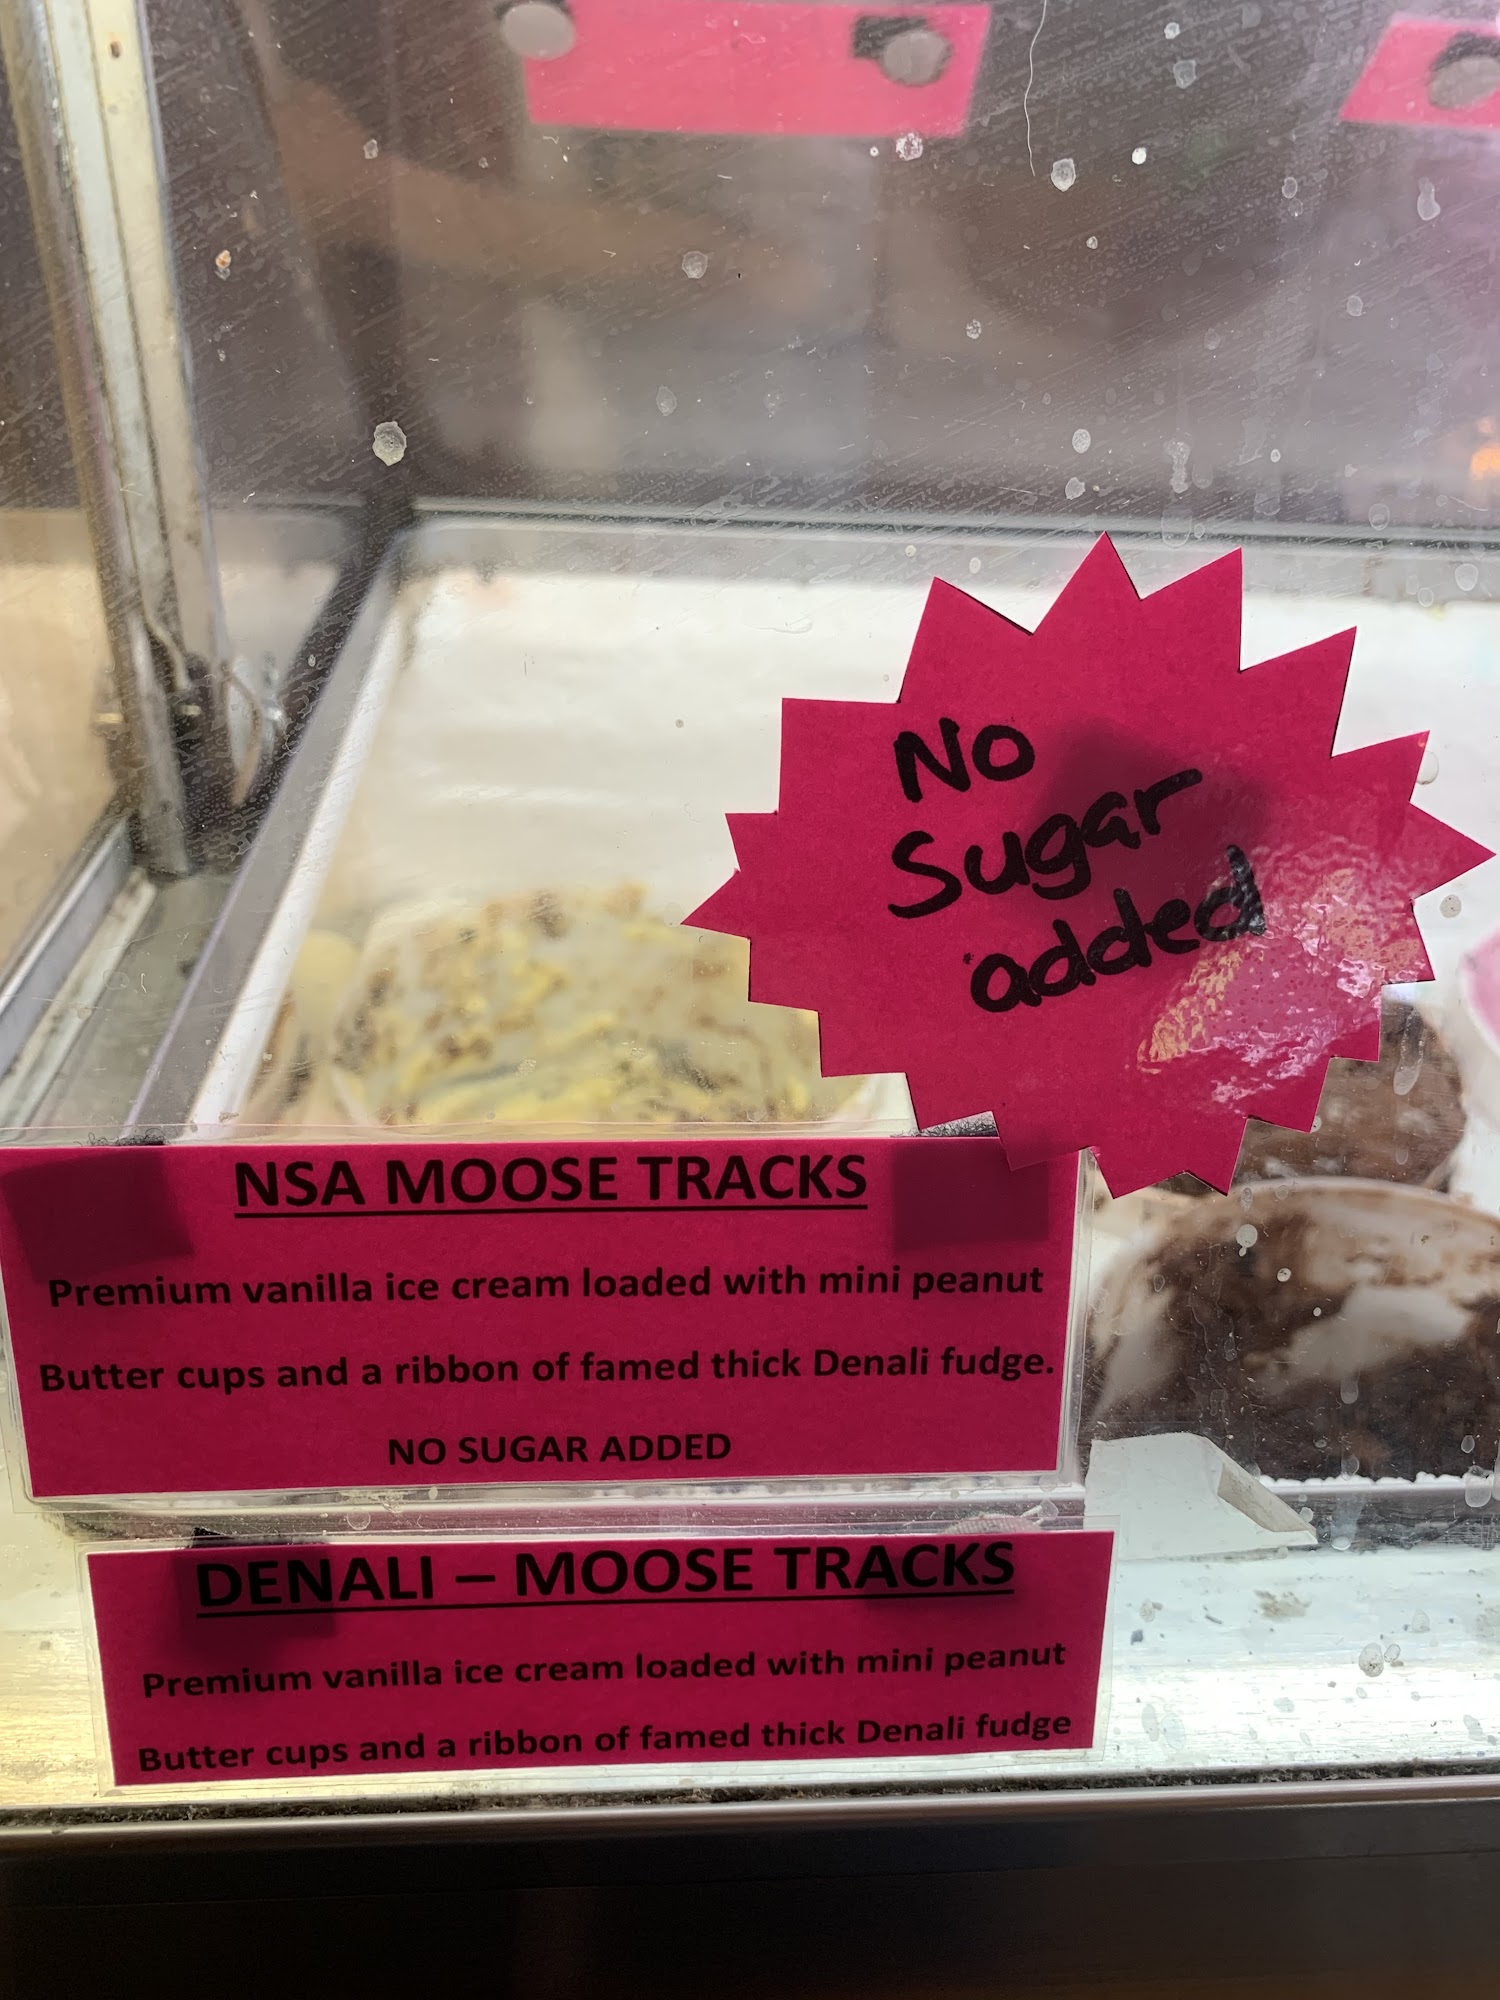 No
Sugar
added
NSA MOOSE TRACKS
Premium vanilla ice cream loaded with mini peanut
Butter cups and a ribbon of famed thick Denali fudge.
NO SUGAR ADDED
DENALI – MOOSE TRACKS
Premium vanilla ice cream loaded with mini peanut
Butter cups and a ribbon of famed thick Denali fudge